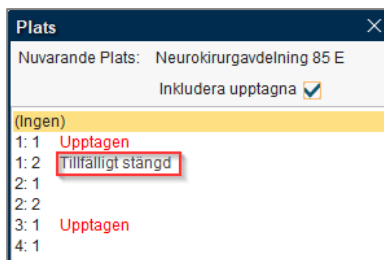 Plats
Nuvarande Plats: Neurokirurgavdelning 85 E
Inkludera upptagna
(Ingen)
1: 1 Upptagen
1: 2 Tillfälligt stängd
2: 1
2: 2
3: 1 Upptagen
4: 1